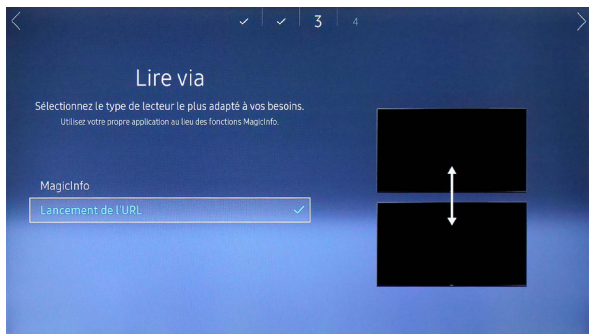 3 4
Lire via
Sélectionnez le type de lecteur le plus adapté à vos besoins.
Utilisez votre propre application au lieu des fonctions MagicInfo.
MagicInfo
Lancement de l'URL